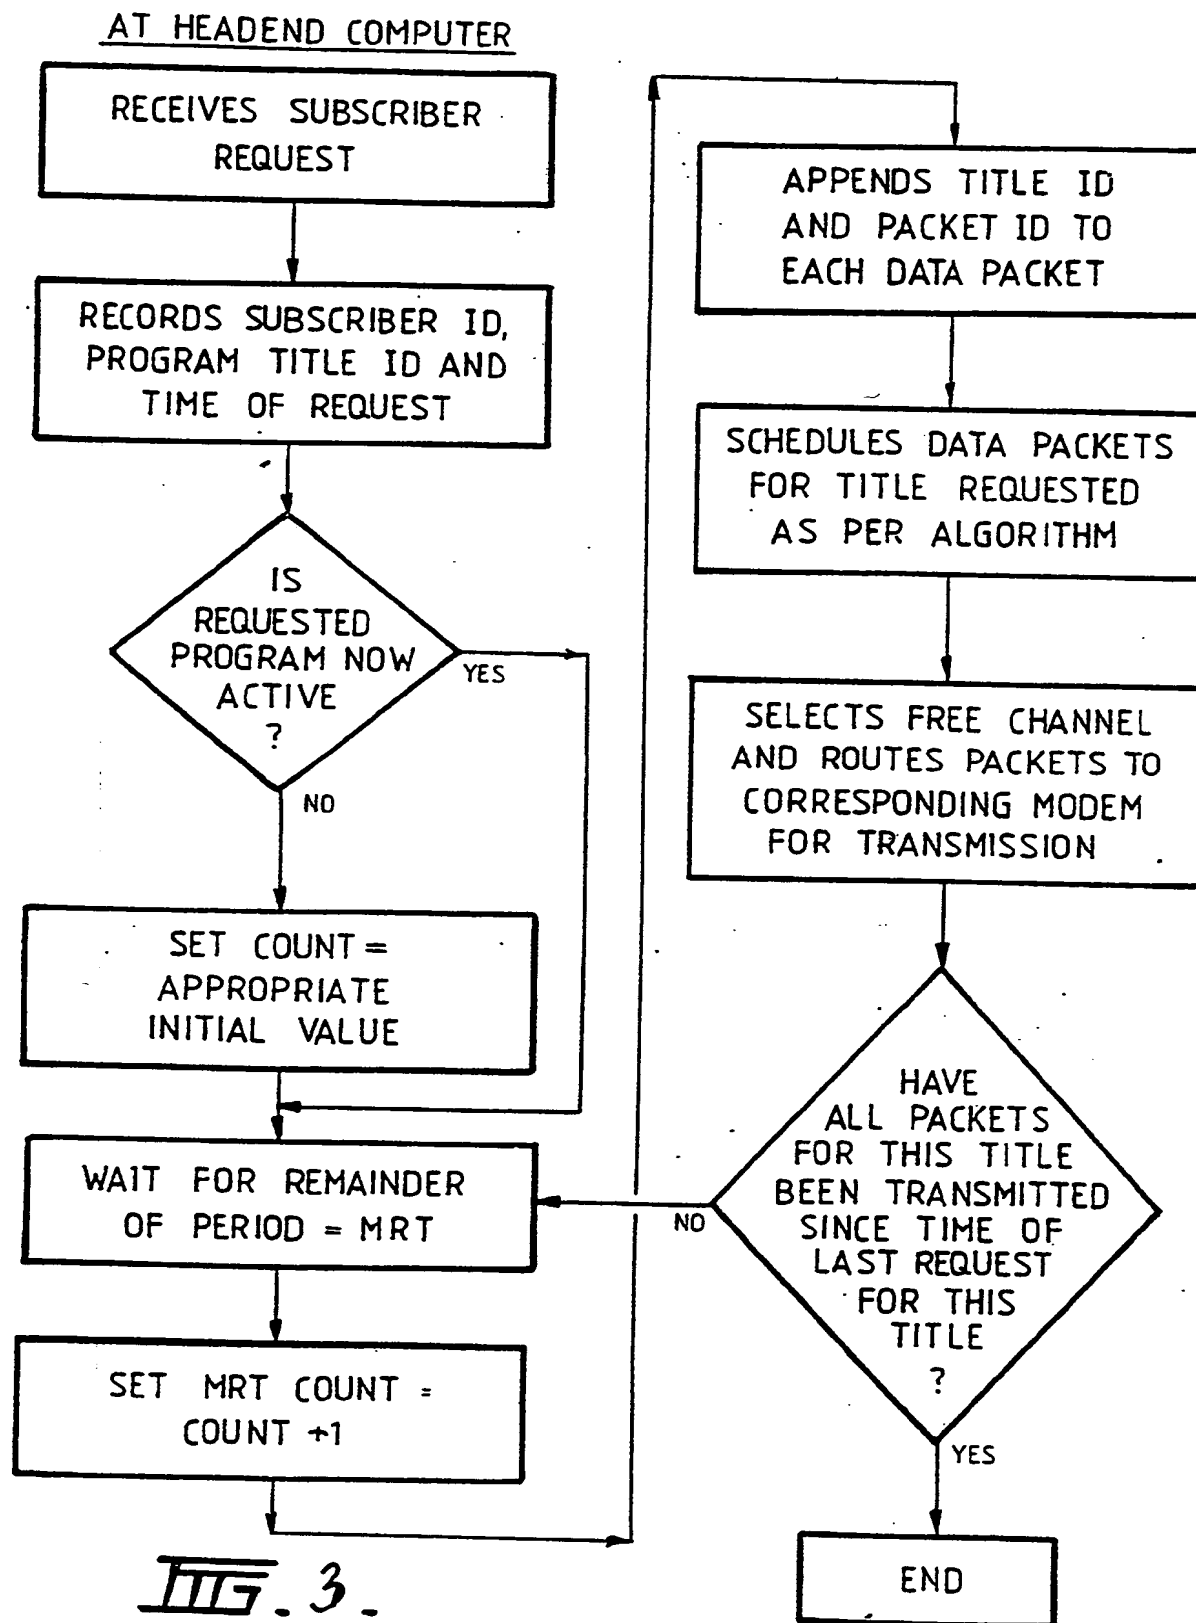 AT HEADEND COMPUTER
RECEIVES SUBSCRIBER
REQUEST
RECORDS SUBSCRIBER ID,
PROGRAM TITLE ID AND
TIME OF REQUEST
IS
REQUESTED
PROGRAM NOW
ACTIVE
?
YES
NO
SET COUNT =
APPROPRIATE
INITIAL VALUE
WAIT FOR REMAINDER
OF PERIOD = MRT
SET MRT COUNT =
COUNT +1
APPENDS TITLE ID
AND PACKET ID TO
EACH DATA PACKET
SCHEDULES DATA PACKETS
FOR TITLE REQUESTED
AS PER ALGORITHM
SELECTS FREE CHANNEL
AND ROUTES PACKETS TO
CORRESPONDING MODEM
FOR TRANSMISSION
HAVE
ALL PACKETS
FOR THIS TITLE
BEEN TRANSMITTED
SINCE TIME OF
LAST REQUEST
FOR THIS
TITLE
?
NO
YES
END
FIG. 3.